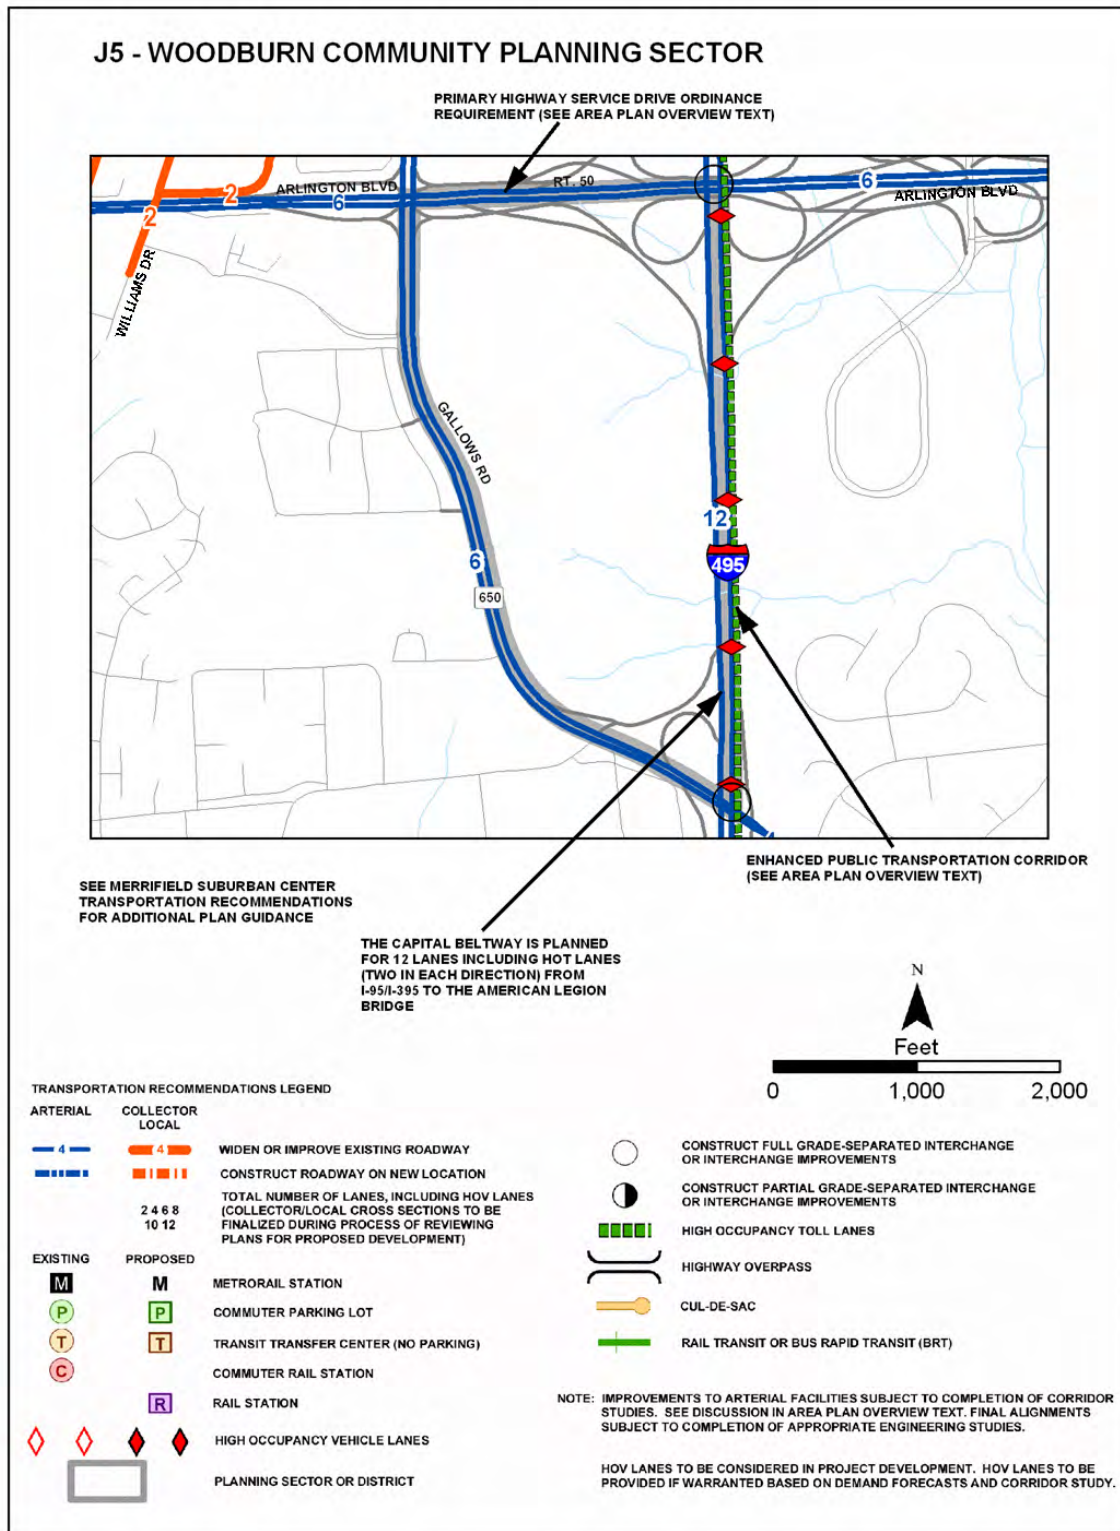 J5 - WOODBURN COMMUNITY PLANNING SECTOR
PRIMARY HIGHWAY SERVICE DRIVE ORDINANCE
REQUIREMENT (SEE AREA PLAN OVERVIEW TEXT)
2
2
ARLINGTON BLVD
6
RT. 50
6
ARLINGTON BLVD
WILLIAMS DR
GALLOWS RD
12
495
6
650
ENHANCED PUBLIC TRANSPORTATION CORRIDOR
(SEE AREA PLAN OVERVIEW TEXT)
SEE MERRIFIELD SUBURBAN CENTER
TRANSPORTATION RECOMMENDATIONS
FOR ADDITIONAL PLAN GUIDANCE
THE CAPITAL BELTWAY IS PLANNED
FOR 12 LANES INCLUDING HOT LANES
(TWO IN EACH DIRECTION) FROM
I-95/I-395 TO THE AMERICAN LEGION
BRIDGE
N
Feet
0 1,000 2,000
TRANSPORTATION RECOMMENDATIONS LEGEND
ARTERIAL COLLECTOR
LOCAL
4 4 WIDEN OR IMPROVE EXISTING ROADWAY
CONSTRUCT ROADWAY ON NEW LOCATION
2 4 6 8
10 12
TOTAL NUMBER OF LANES, INCLUDING HOV LANES
(COLLECTOR/LOCAL CROSS SECTIONS TO BE
FINALIZED DURING PROCESS OF REVIEWING
PLANS FOR PROPOSED DEVELOPMENT)
EXISTING PROPOSED
M M METRORAIL STATION
P P COMMUTER PARKING LOT
T T TRANSIT TRANSFER CENTER (NO PARKING)
C COMMUTER RAIL STATION
R RAIL STATION
HIGH OCCUPANCY VEHICLE LANES
PLANNING SECTOR OR DISTRICT
CONSTRUCT FULL GRADE-SEPARATED INTERCHANGE
OR INTERCHANGE IMPROVEMENTS
CONSTRUCT PARTIAL GRADE-SEPARATED INTERCHANGE
OR INTERCHANGE IMPROVEMENTS
HIGH OCCUPANCY TOLL LANES
HIGHWAY OVERPASS
CUL-DE-SAC
RAIL TRANSIT OR BUS RAPID TRANSIT (BRT)
NOTE: IMPROVEMENTS TO ARTERIAL FACILITIES SUBJECT TO COMPLETION OF CORRIDOR
STUDIES. SEE DISCUSSION IN AREA PLAN OVERVIEW TEXT. FINAL ALIGNMENTS
SUBJECT TO COMPLETION OF APPROPRIATE ENGINEERING STUDIES.
HOV LANES TO BE CONSIDERED IN PROJECT DEVELOPMENT. HOV LANES TO BE
PROVIDED IF WARRANTED BASED ON DEMAND FORECASTS AND CORRIDOR STUDY.